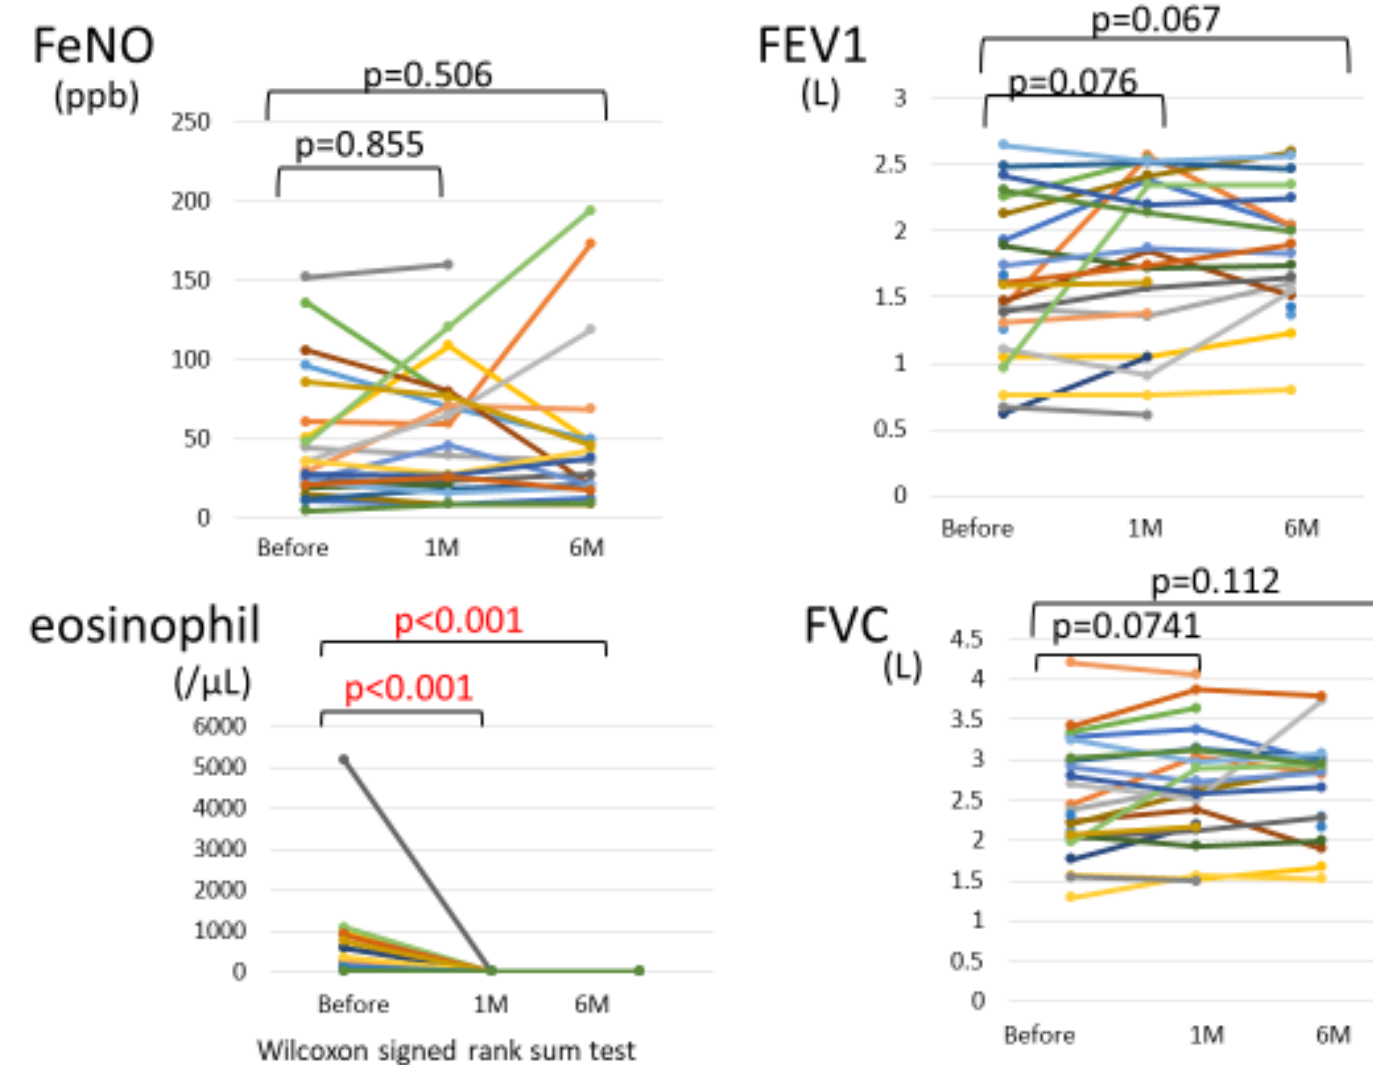 FeNO
(ppb)
p=0.506
p=0.855
250
200
150
100
50
0
Before 1M 6M
FEV1
(L)
p=0.067
p=0.076
3
2.5
2
1.5
1
0.5
0
Before 1M 6M
eosinophil
(/μL)
p<0.001
p<0.001
6000
5000
4000
3000
2000
1000
0
Before 1M 6M
Wilcoxon signed rank sum test
FVC
(L)
p=0.112
p=0.0741
4.5
4
3.5
3
2.5
2
1.5
1
0.5
0
Before 1M 6M